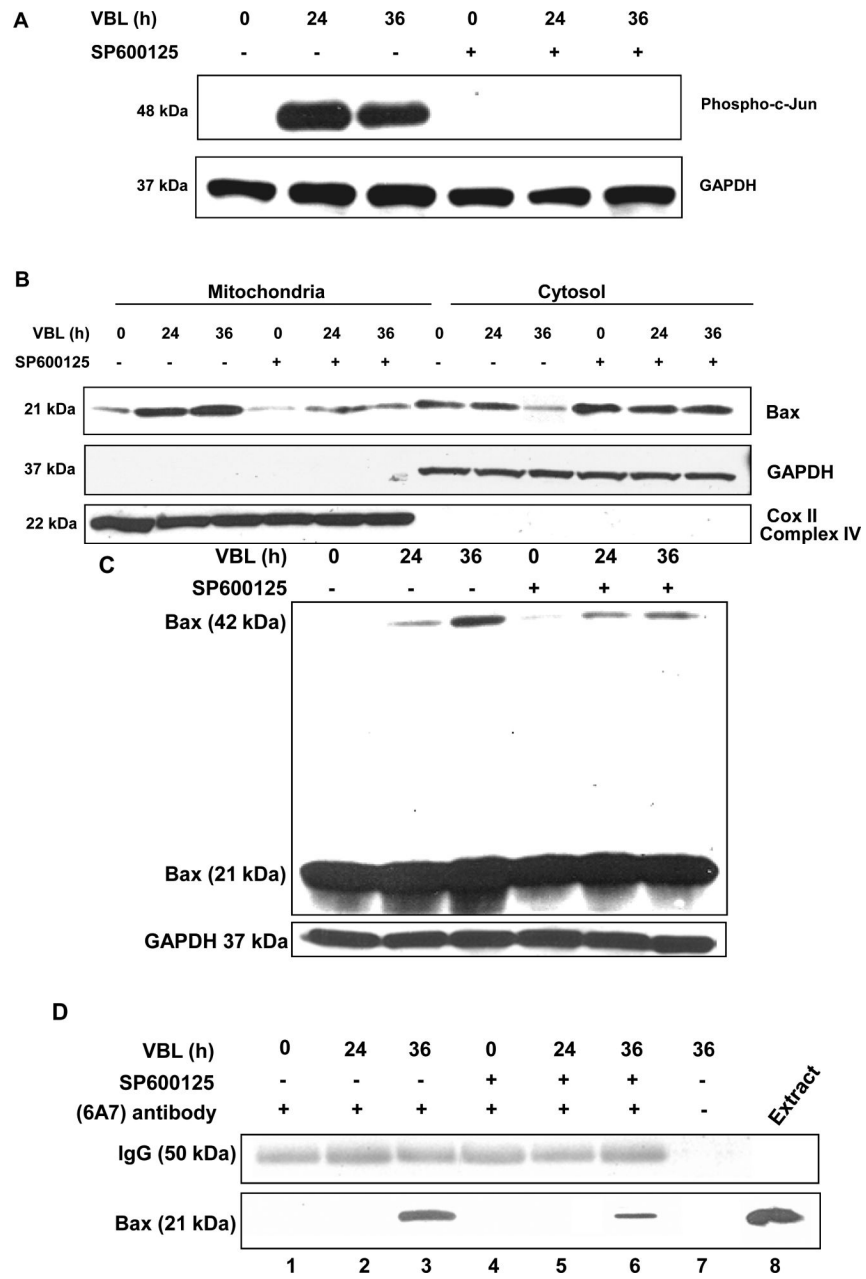 A
VBL (h) 0 24 36 0 24 36
SP600125 - - - + + +
48 kDa Phospho-c-Jun
37 kDa GAPDH
B
Mitochondria Cytosol
VBL (h) 0 24 36 0 24 36 0 24 36 0 24 36
SP600125 - - - + + + - - - + + +
21 kDa Bax
37 kDa GAPDH
22 kDa Cox II
Complex IV
C
VBL (h) 0 24 36 0 24 36
SP600125 - - - + + +
Bax (42 kDa)
Bax (21 kDa)
GAPDH 37 kDa
D
VBL (h) 0 24 36 0 24 36 36
SP600125 - - - + + + -
(6A7) antibody + + + + + + - Extract
IgG (50 kDa)
Bax (21 kDa)
1 2 3 4 5 6 7 8